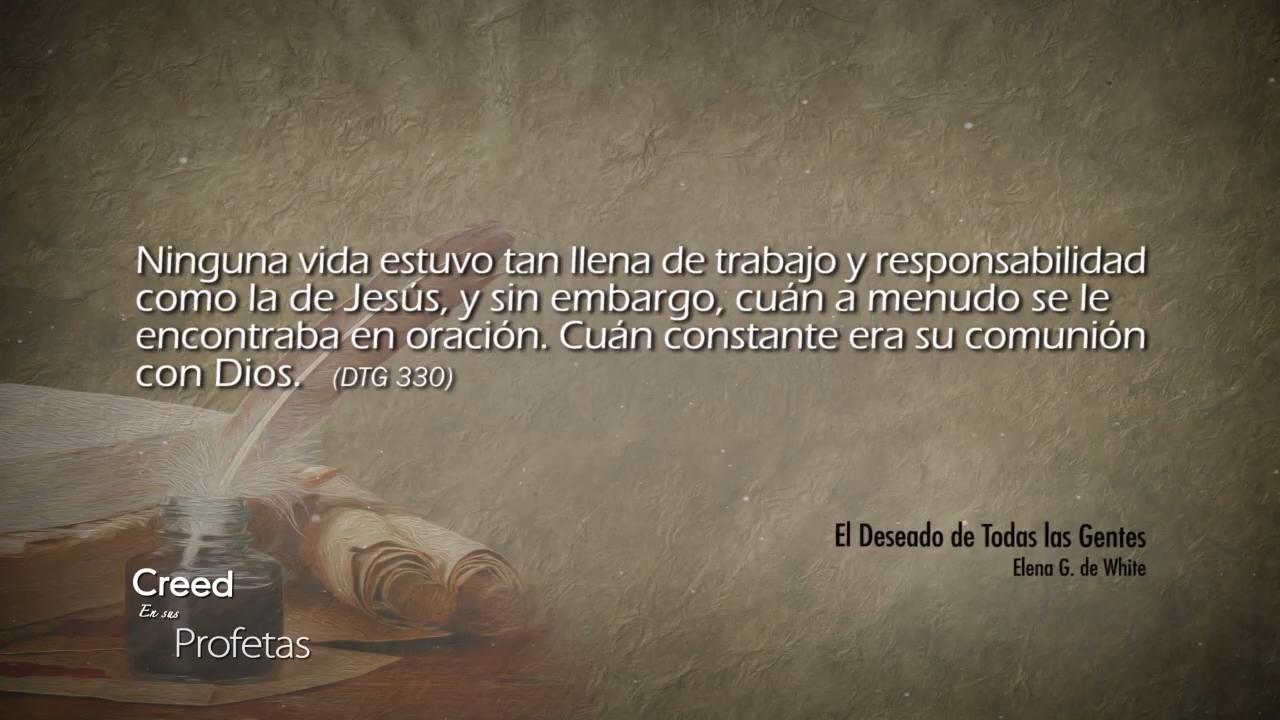 Ninguna vida estuvo tan llena de trabajo y responsabilidad
como la de Jesús, y sin embargo, cuán a menudo se le
encontraba en oración. Cuán constante era su comunión
con Dios. (DTG 330)
El Deseado de Todas las Gentes
Elena G. de White
Creed
En sus
Profetas